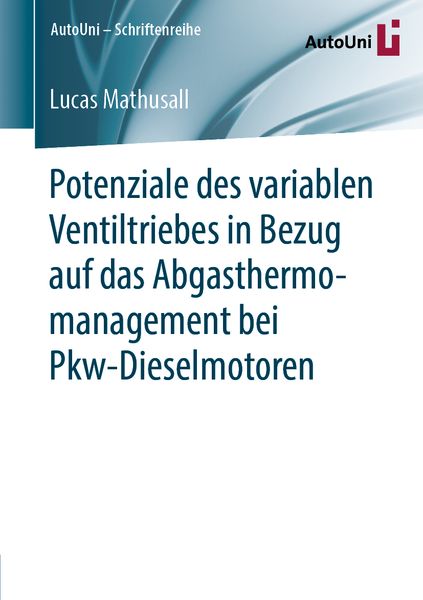 AutoUni – Schriftenreihe
AutoUni
Lucas Mathusall
Potenziale des variablen
Ventiltriebes in Bezug
auf das Abgasthermo-
management bei
Pkw-Dieselmotoren